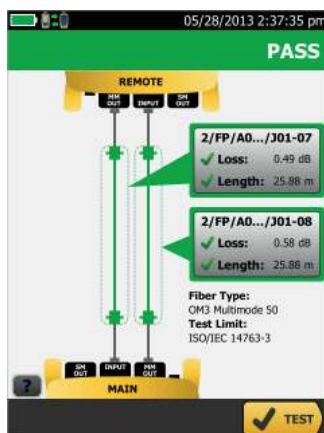 05/28/2013 2:37:35 pm
PASS
REMOTE
MM OUT
INPUT
SM OUT
2/FP/A0.../J01-07
Loss: 0.49 dB
Length: 25.88 m
2/FP/A0.../J01-08
Loss: 0.58 dB
Length: 25.88 m
Fiber Type:
OM3 Multimode 50
Test Limit:
ISO/IEC 14763-3
SM OUT
INPUT
MM OUT
MAIN
?
TEST